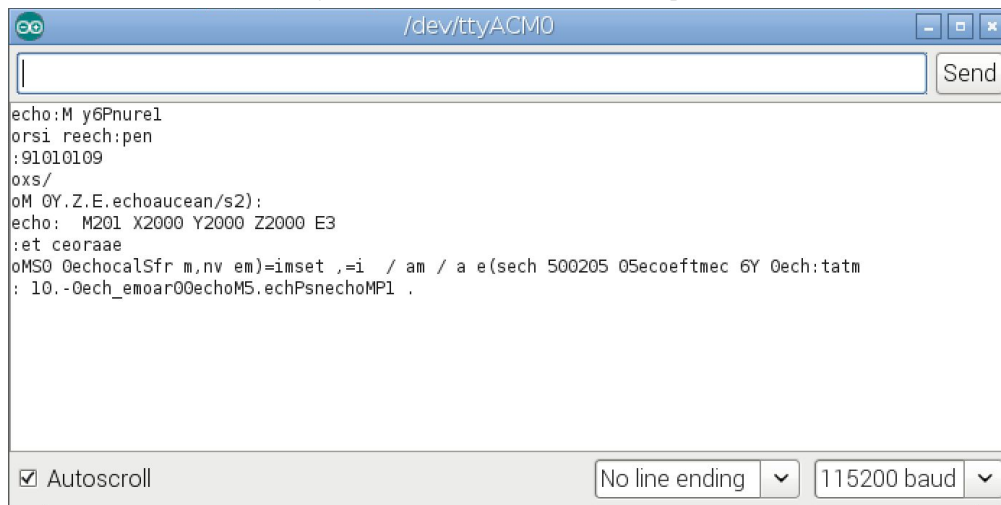 /dev/ttyACM0
Send
echo:M y6Pnurel
orsi reech:pen
:91010109
oxs/
oM 0Y.Z.E.echoaucean/s2):
echo:  M201 X2000 Y2000 Z2000 E3
:et ceoraae
oMS0 0echocalSfr m,nv em)=imset ,=i  / am / a e(sech 500205 05ecoeftmec 6Y 0ech:tatm
: 10.-0ech_emoar00echoM5.echPsnechoMP1 .
Autoscroll
No line ending
115200 baud